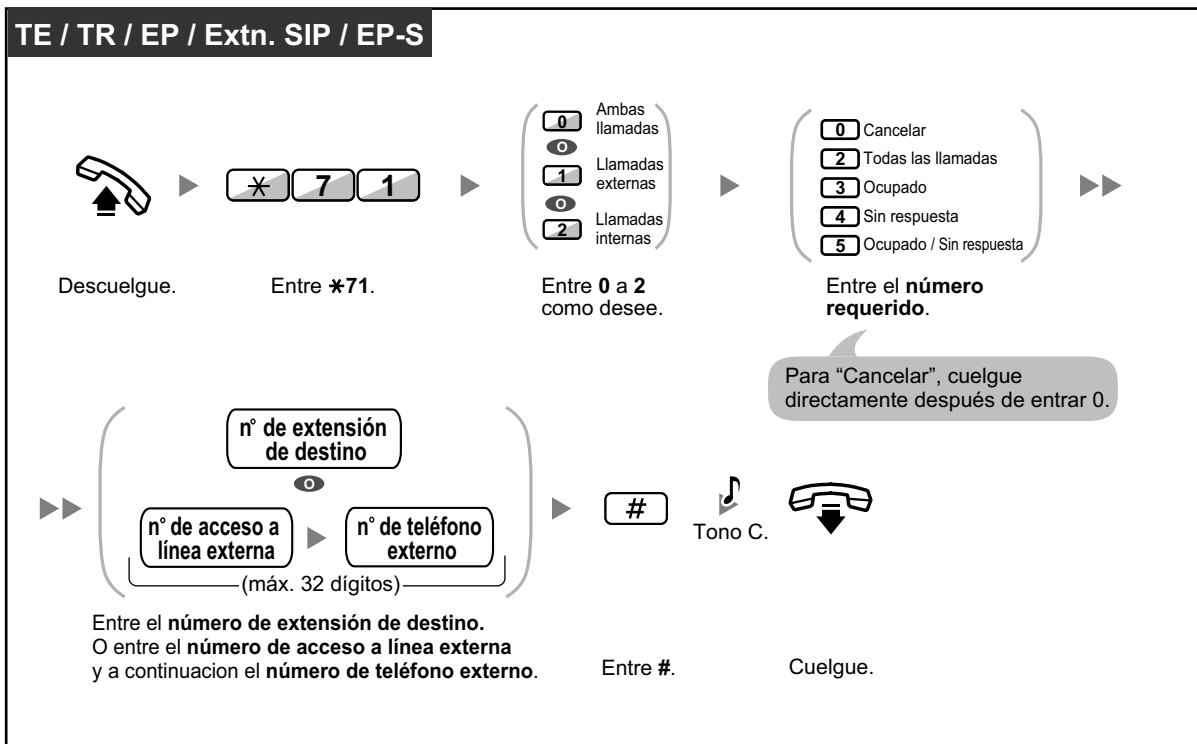 TE / TR / EP / Extn. SIP / EP-S
0 Ambas
llamadas
O
1 Llamadas
externas
O
2 Llamadas
internas
0 Cancelar
2 Todas las llamadas
3 Ocupado
4 Sin respuesta
5 Ocupado / Sin respuesta
* 7 1
Descuelgue.
Entre *71.
Entre 0 a 2
como desee.
Entre el número
requerido.
Para “Cancelar”, cuelgue
directamente después de entrar 0.
n° de extensión
de destino
O
n° de acceso a
línea externa
n° de teléfono
externo
(máx. 32 dígitos)
#
Tono C.
Entre el número de extensión de destino.
O entre el número de acceso a línea externa
y a continuacion el número de teléfono externo.
Entre #.
Cuelgue.